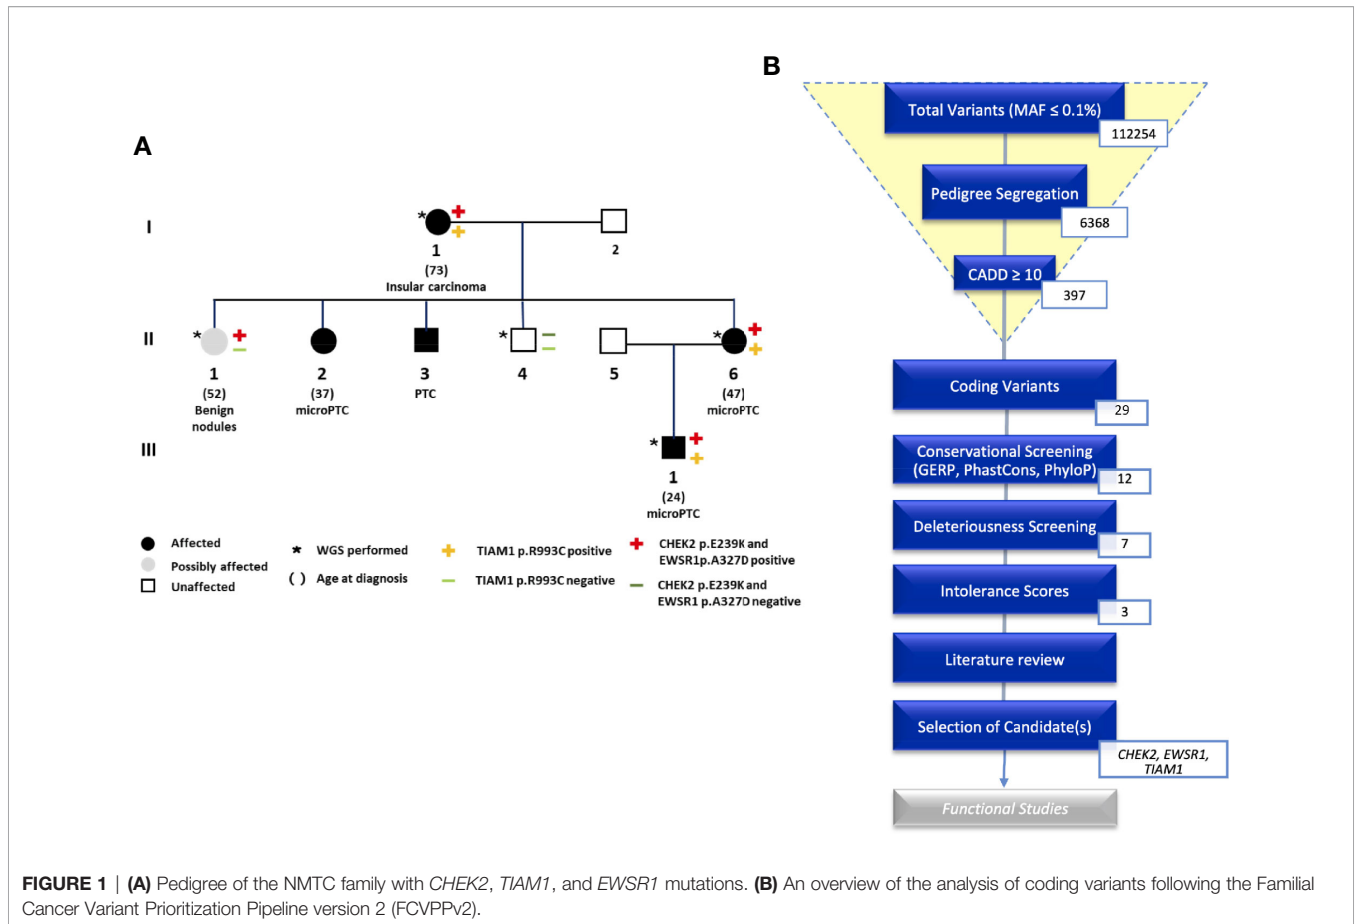 A
I
*
1
(73)
Insular carcinoma
2
II
*
1
(52)
Benign
nodules
2
(37)
microPTC
3
PTC
*
4
5
*
6
(47)
microPTC
III
*
1
(24)
microPTC
Affected
Possibly affected
Unaffected
* WGS performed
( ) Age at diagnosis
+ TIAM1 p.R993C positive
− TIAM1 p.R993C negative
+ CHEK2 p.E239K and
EWSR1p.A327D positive
− CHEK2 p.E239K and
EWSR1 p.A327D negative
B
Total Variants (MAF ≤ 0.1%)
112254
Pedigree Segregation
6368
CADD ≥ 10
397
Coding Variants
29
Conservational Screening
(GERP, PhastCons, PhyloP)
12
Deleteriousness Screening
7
Intolerance Scores
3
Literature review
Selection of Candidate(s)
CHEK2, EWSR1,
TIAM1
Functional Studies
FIGURE 1 | (A) Pedigree of the NMTC family with CHEK2, TIAM1, and EWSR1 mutations. (B) An overview of the analysis of coding variants following the Familial
Cancer Variant Prioritization Pipeline version 2 (FCVPPv2).